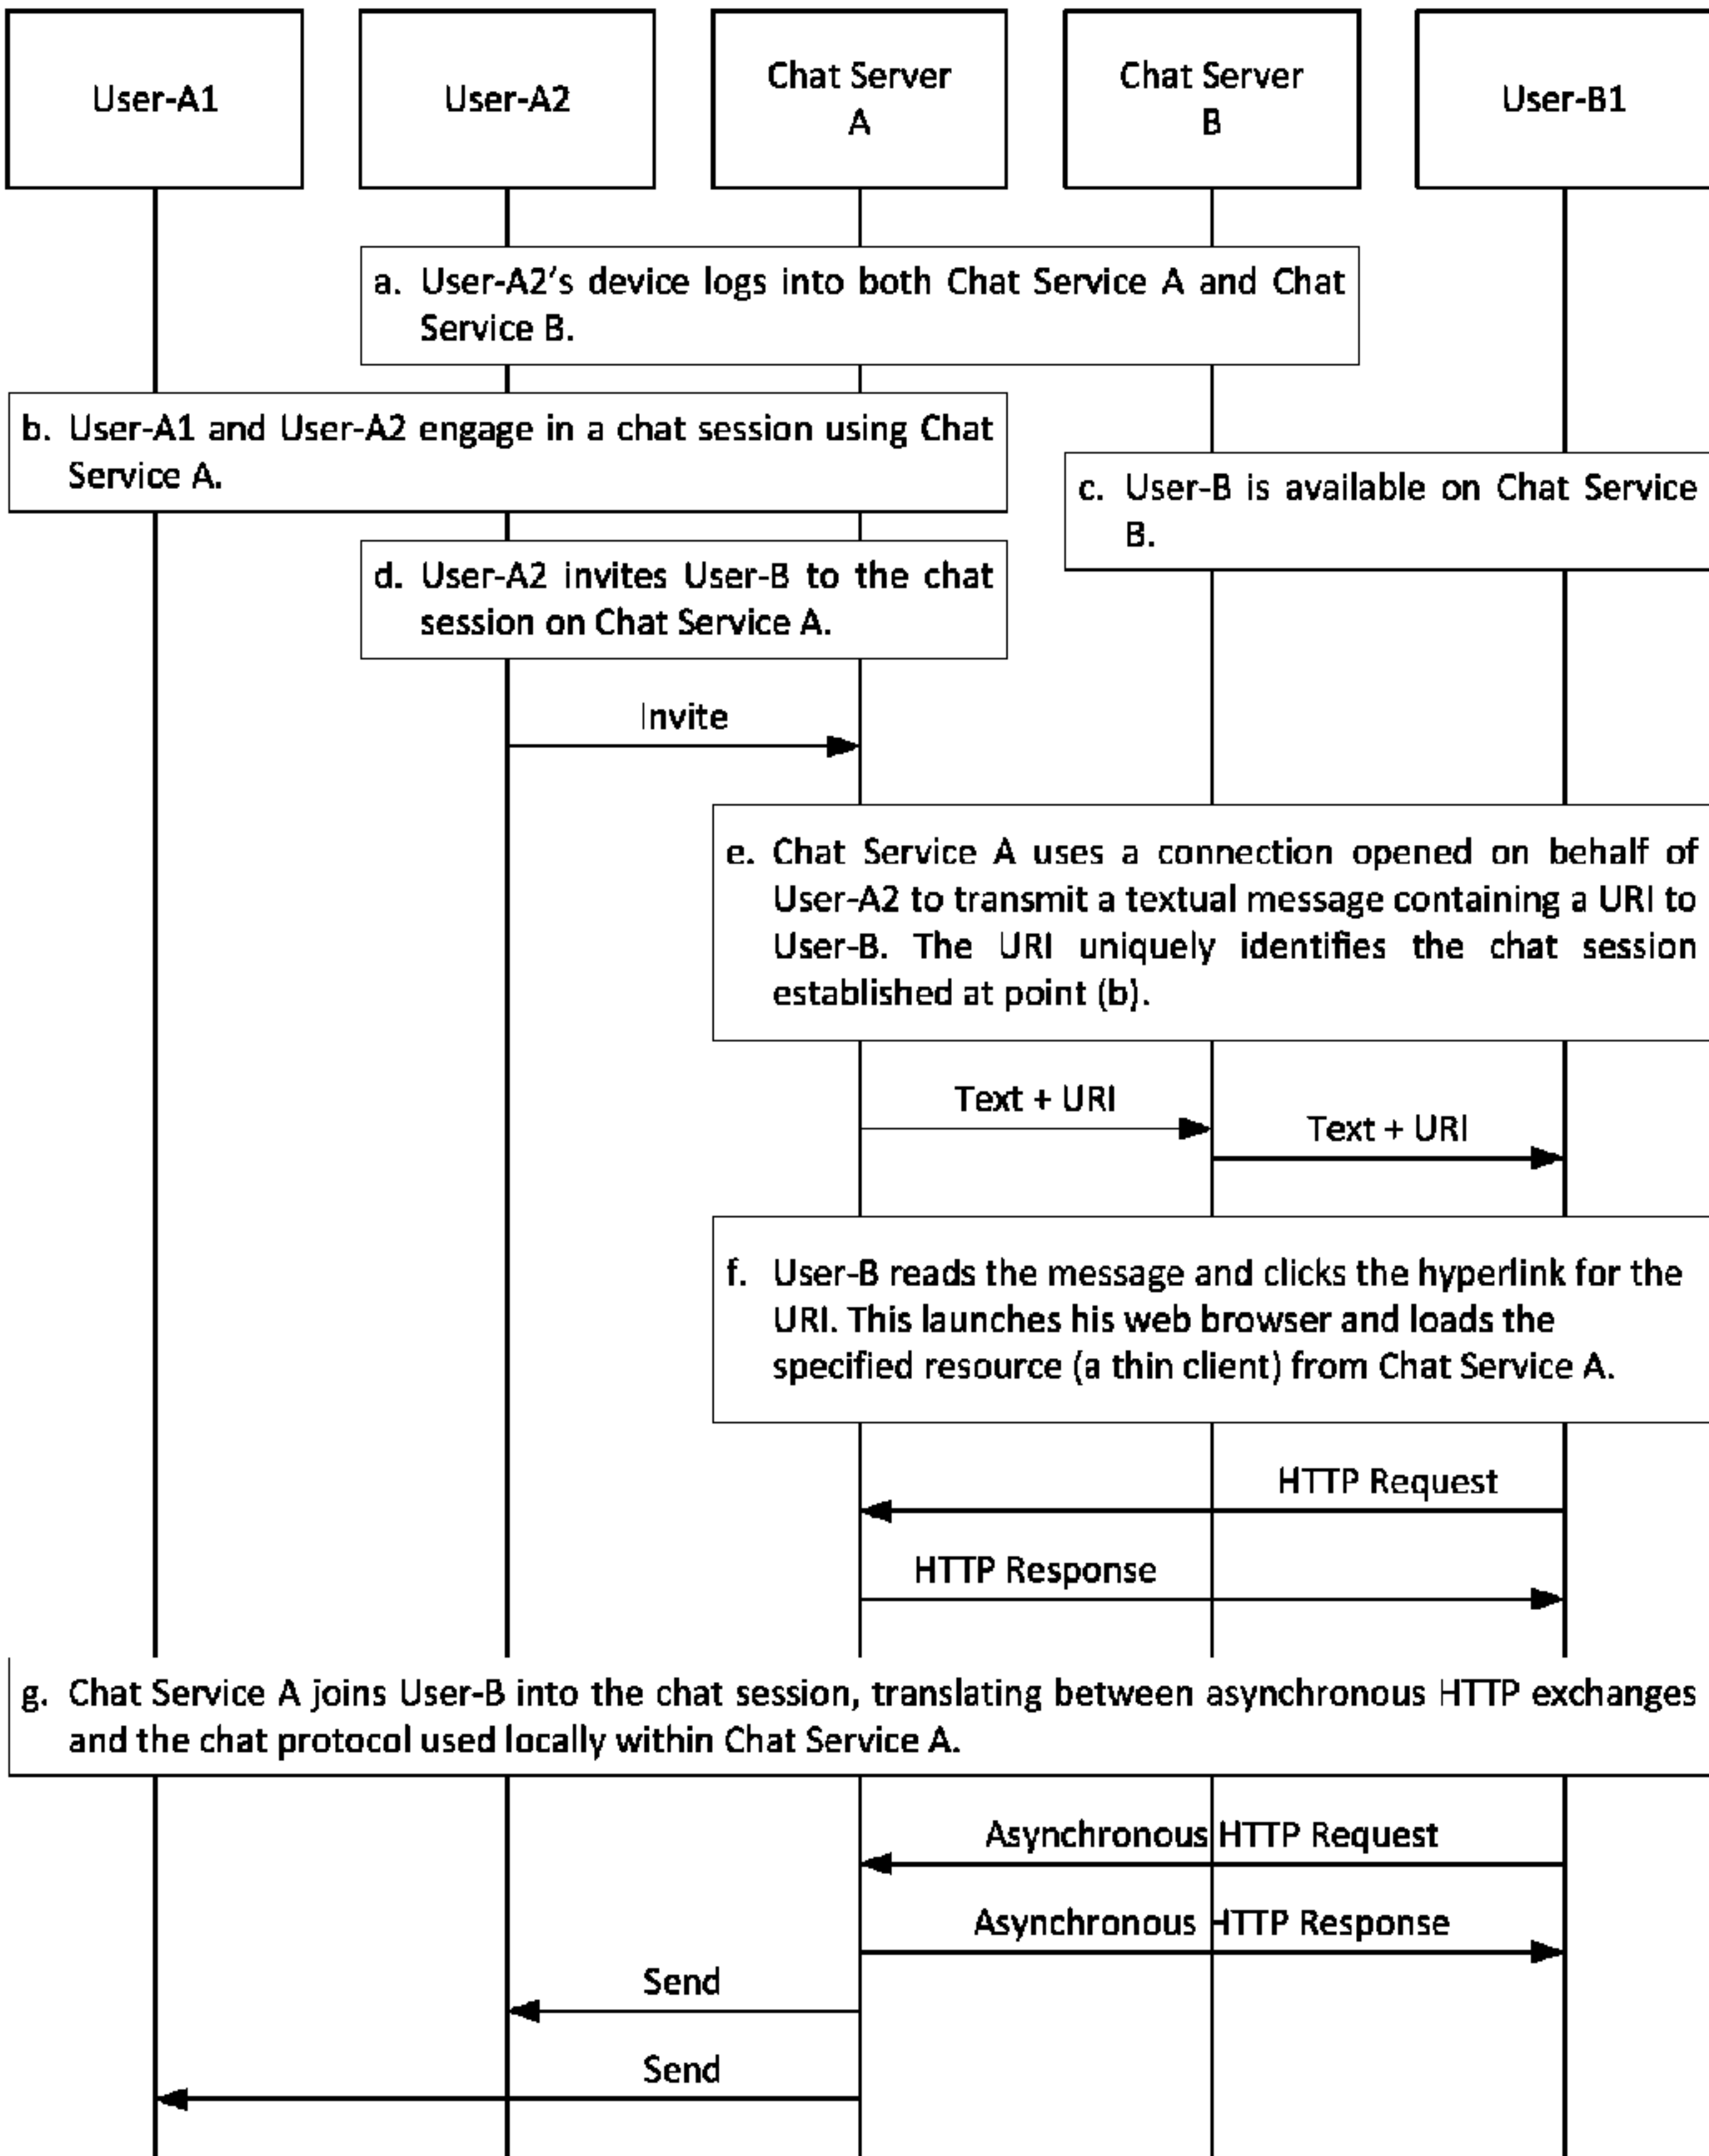 User-A1
User-A2
Chat Server
A
Chat Server
B
User-B1
a. User-A2's device logs into both Chat Service A and Chat
Service B.
b. User-A1 and User-A2 engage in a chat session using Chat
Service A.
c. User-B is available on Chat Service
B.
d. User-A2 invites User-B to the chat
session on Chat Service A.
Invite
e. Chat Service A uses a connection opened on behalf of
User-A2 to transmit a textual message containing a URI to
User-B. The URI uniquely identifies the chat session
established at point (b).
Text + URI
Text + URI
f. User-B reads the message and clicks the hyperlink for the
URI. This launches his web browser and loads the
specified resource (a thin client) from Chat Service A.
HTTP Request
HTTP Response
g. Chat Service A joins User-B into the chat session, translating between asynchronous HTTP exchanges
and the chat protocol used locally within Chat Service A.
Asynchronous HTTP Request
Asynchronous HTTP Response
Send
Send